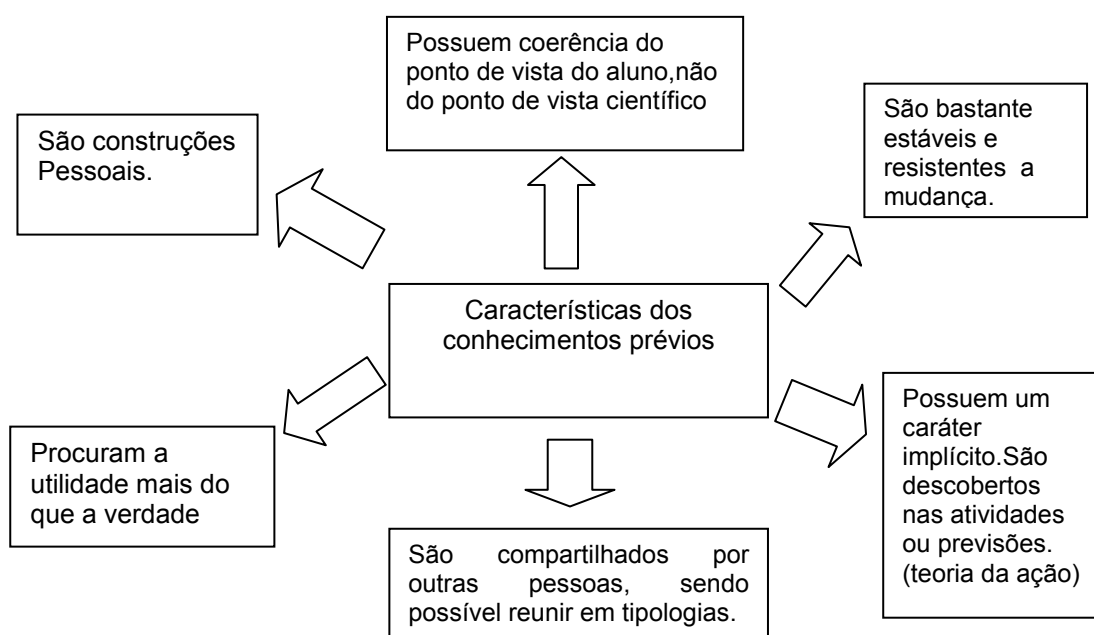 Possuem coerência do
ponto de vista do aluno,não
do ponto de vista científico
São bastante
estáveis e
resistentes a
mudança.
São construções
Pessoais.
Características dos
conhecimentos prévios
Possuem um
caráter
implícito.São
descobertos
nas atividades
ou previsões.
(teoria da ação)
Procuram a
utilidade mais do
que a verdade
São compartilhados por
outras pessoas, sendo
possível reunir em tipologias.